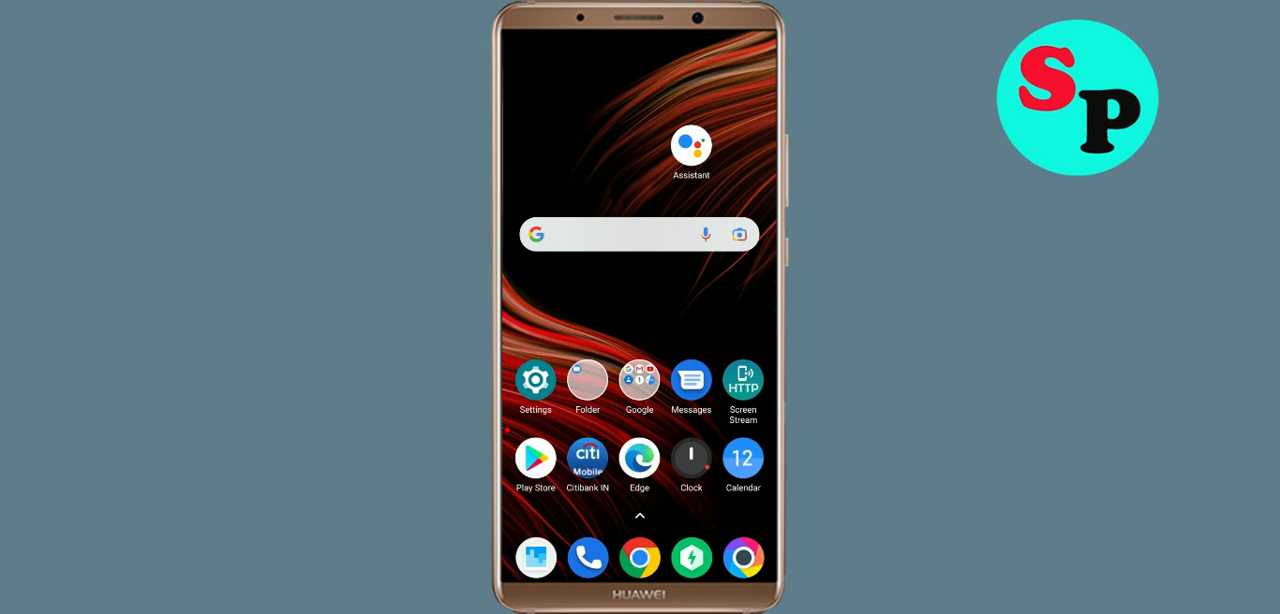 SP
Assistant
Settings
Folder
Google
Messages
HTTP
Screen
Stream
citi
Mobile
Play Store
Citibank IN
Edge
Clock
12
Calendar
HUAWEI